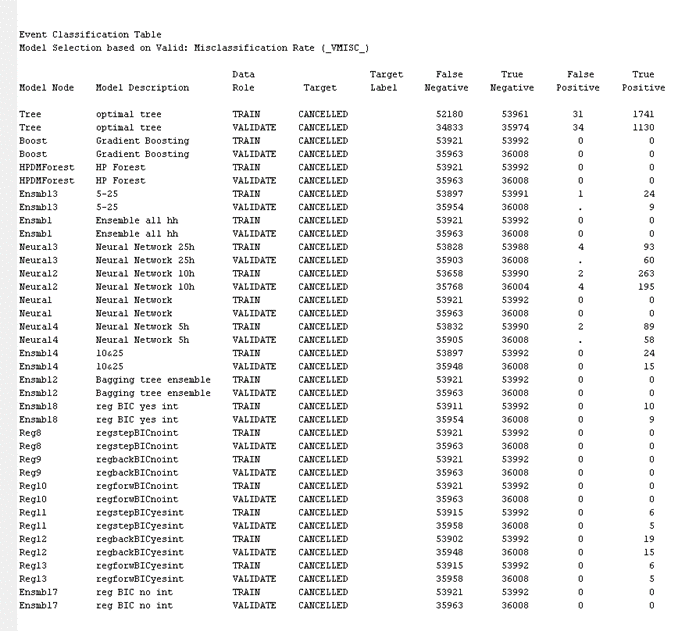 Event Classification Table
Model Selection based on Valid: Misclassification Rate (_VMISC_)
Data Target False True False True
Model Node Model Description Role Target Label Negative Negative Positive Positive
Tree optimal tree TRAIN CANCELLED 52180 53961 31 1741
Tree optimal tree VALIDATE CANCELLED 34833 35974 34 1130
Boost Gradient Boosting TRAIN CANCELLED 53921 53992 0 0
Boost Gradient Boosting VALIDATE CANCELLED 35963 36008 0 0
HPDMForest HP Forest TRAIN CANCELLED 53921 53992 0 0
HPDMForest HP Forest VALIDATE CANCELLED 35963 36008 0 0
Ensmbl3 5-25 TRAIN CANCELLED 53897 53991 1 24
Ensmbl3 5-25 VALIDATE CANCELLED 35954 36008 . 9
Ensmbl Ensemble all hh TRAIN CANCELLED 53921 53992 0 0
Ensmbl Ensemble all hh VALIDATE CANCELLED 35963 36008 0 0
Neural3 Neural Network 25h TRAIN CANCELLED 53828 53988 4 93
Neural3 Neural Network 25h VALIDATE CANCELLED 35903 36008 . 60
Neural2 Neural Network 10h TRAIN CANCELLED 53658 53990 2 263
Neural2 Neural Network 10h VALIDATE CANCELLED 35768 36004 4 195
Neural Neural Network TRAIN CANCELLED 53921 53992 0 0
Neural Neural Network VALIDATE CANCELLED 35963 36008 0 0
Neural4 Neural Network 5h TRAIN CANCELLED 53832 53990 2 89
Neural4 Neural Network 5h VALIDATE CANCELLED 35905 36008 . 58
Ensmbl4 10&25 TRAIN CANCELLED 53897 53992 0 24
Ensmbl4 10&25 VALIDATE CANCELLED 35948 36008 0 15
Ensmbl2 Bagging tree ensemble TRAIN CANCELLED 53921 53992 0 0
Ensmbl2 Bagging tree ensemble VALIDATE CANCELLED 35963 36008 0 0
Ensmbl8 reg BIC yes int TRAIN CANCELLED 53911 53992 0 10
Ensmbl8 reg BIC yes int VALIDATE CANCELLED 35954 36008 0 9
Reg8 regstepBICnoint TRAIN CANCELLED 53921 53992 0 0
Reg8 regstepBICnoint VALIDATE CANCELLED 35963 36008 0 0
Reg9 regbackBICnoint TRAIN CANCELLED 53921 53992 0 0
Reg9 regbackBICnoint VALIDATE CANCELLED 35963 36008 0 0
Reg10 regforwBICnoint TRAIN CANCELLED 53921 53992 0 0
Reg10 regforwBICnoint VALIDATE CANCELLED 35963 36008 0 0
Reg11 regstepBICyesint TRAIN CANCELLED 53915 53992 0 6
Reg11 regstepBICyesint VALIDATE CANCELLED 35958 36008 0 5
Reg12 regbackBICyesint TRAIN CANCELLED 53902 53992 0 19
Reg12 regbackBICyesint VALIDATE CANCELLED 35948 36008 0 15
Reg13 regforwBICyesint TRAIN CANCELLED 53915 53992 0 6
Reg13 regforwBICyesint VALIDATE CANCELLED 35958 36008 0 5
Ensmbl7 reg BIC no int TRAIN CANCELLED 53921 53992 0 0
Ensmbl7 reg BIC no int VALIDATE CANCELLED 35963 36008 0 0